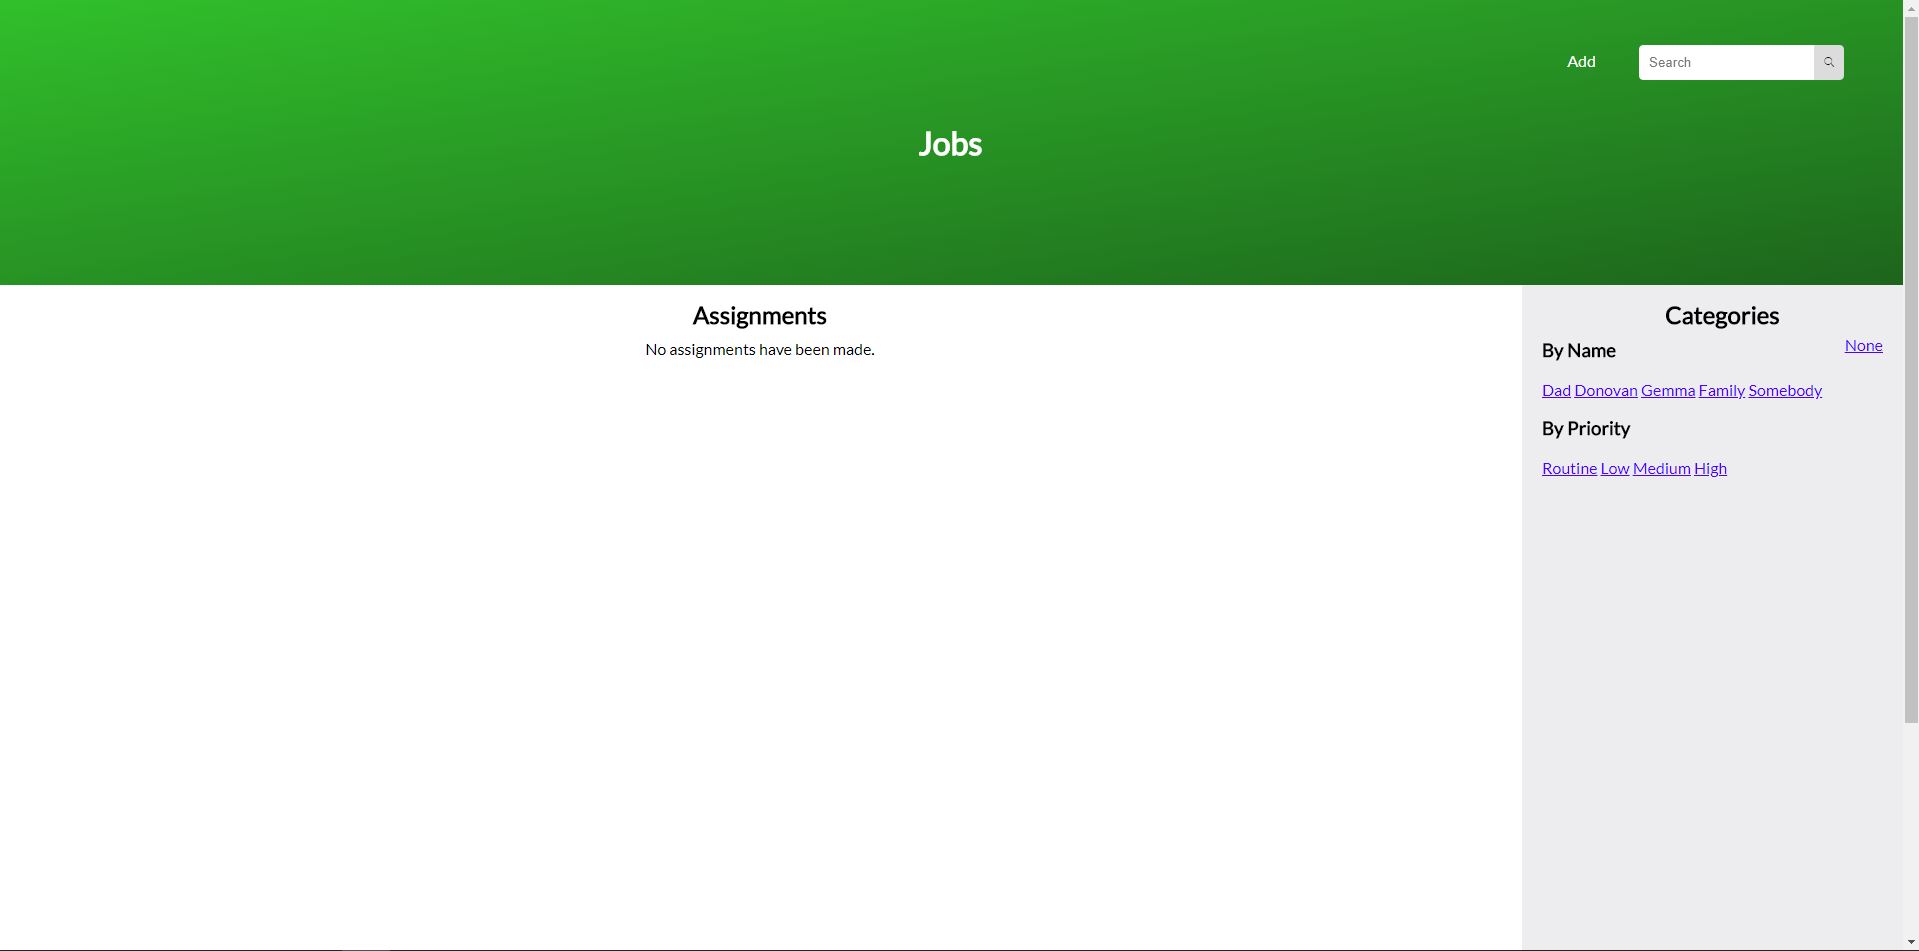 Add
Search
Jobs
Assignments
No assignments have been made.
Categories
None
By Name
Dad Donovan Gemma Family Somebody
By Priority
Routine Low Medium High